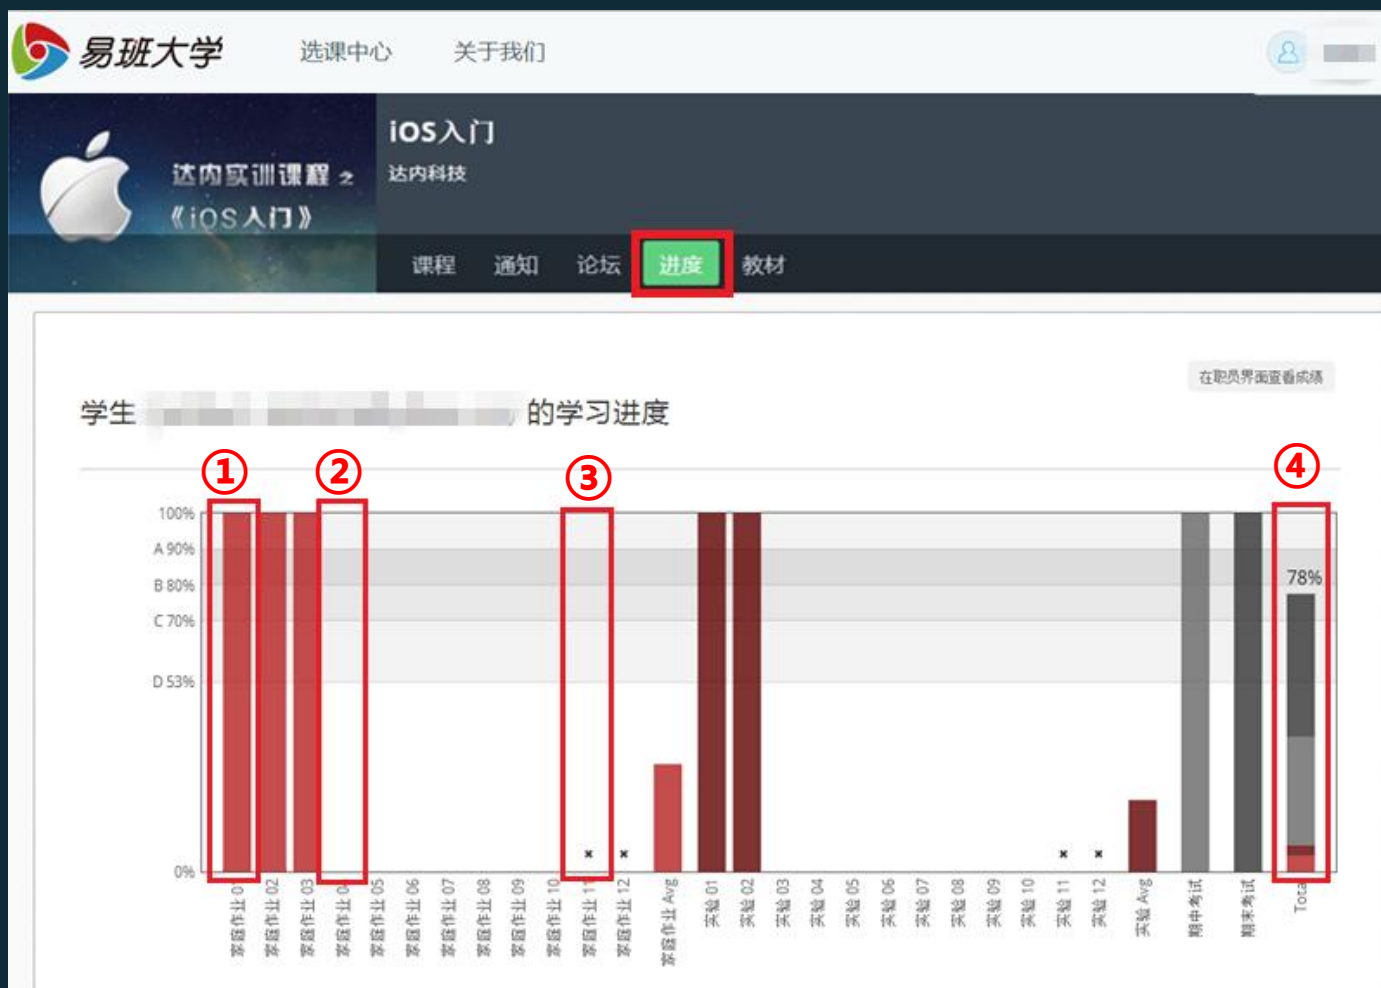 易班大学 选课中心 关于我们
iOS入门
达内科技
达内实训课程 2
《iOS入门》
课程 通知 论坛 进度 教材
在职员界面查看成绩
学生 的学习进度
① ② ③ ④
100%
A 90%
B 80%
C 70%
D 53%
0%
78%
家庭作业 01
家庭作业 02
家庭作业 03
家庭作业 04
家庭作业 05
家庭作业 06
家庭作业 07
家庭作业 08
家庭作业 09
家庭作业 10
家庭作业 11
家庭作业 12
家庭作业 Avg
实验 01
实验 02
实验 03
实验 04
实验 05
实验 06
实验 07
实验 08
实验 09
实验 10
实验 11
实验 12
实验 Avg
期中考试
期末考试
Total